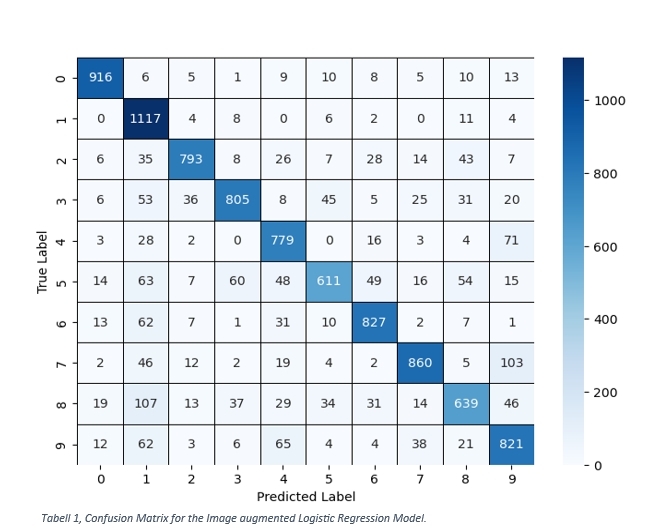 0 916 6 5 1 9 10 8 5 10 13
1 0 1117 4 8 0 6 2 0 11 4
2 6 35 793 8 26 7 28 14 43 7
3 6 53 36 805 8 45 5 25 31 20
4 3 28 2 0 779 0 16 3 4 71
5 14 63 7 60 48 611 49 16 54 15
6 13 62 7 1 31 10 827 2 7 1
7 2 46 12 2 19 4 2 860 5 103
8 19 107 13 37 29 34 31 14 639 46
9 12 62 3 6 65 4 4 38 21 821
0 1 2 3 4 5 6 7 8 9
True Label
Predicted Label
1000
800
600
400
200
0
Tabell 1, Confusion Matrix for the Image augmented Logistic Regression Model.